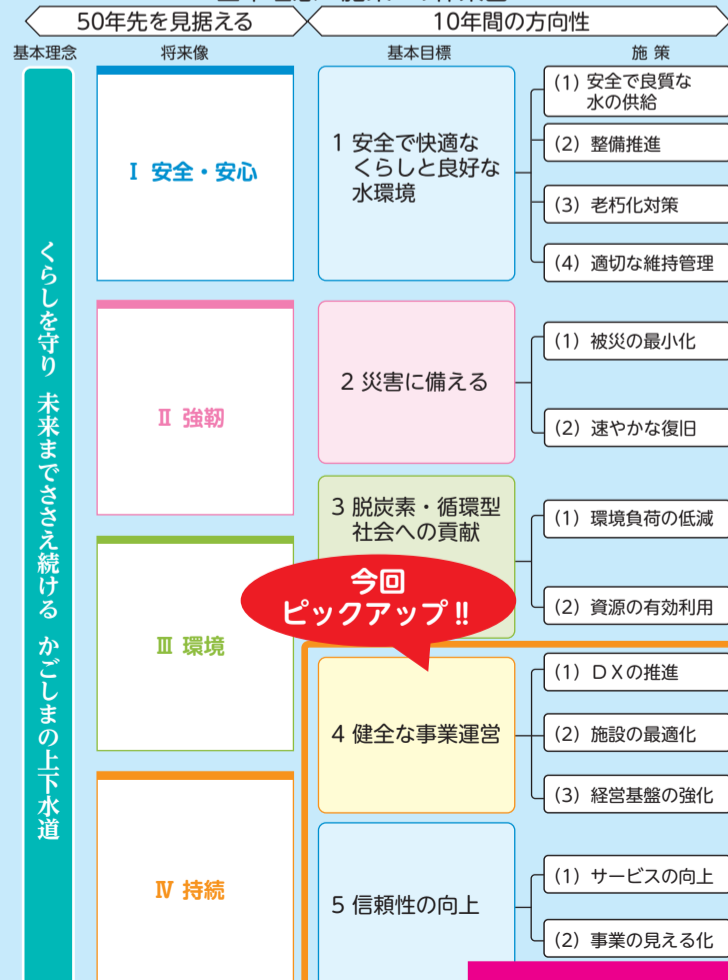 50年先を見据える
10年間の方向性
基本理念
将来像
基本目標
施 策
くらしを守り 未来までささえ続ける かごしまの上下水道
Ⅰ 安全・安心
1 安全で快適な
くらしと良好な
水環境
(1) 安全で良質な
水の供給
(2) 整備推進
(3) 老朽化対策
(4) 適切な維持管理
Ⅱ 強靭
2 災害に備える
(1) 被災の最小化
(2) 速やかな復旧
Ⅲ 環境
3 脱炭素・循環型
社会への貢献
(1) 環境負荷の低減
(2) 資源の有効利用
今回
ピックアップ!!
4 健全な事業運営
(1) DXの推進
(2) 施設の最適化
(3) 経営基盤の強化
Ⅳ 持続
5 信頼性の向上
(1) サービスの向上
(2) 事業の見える化